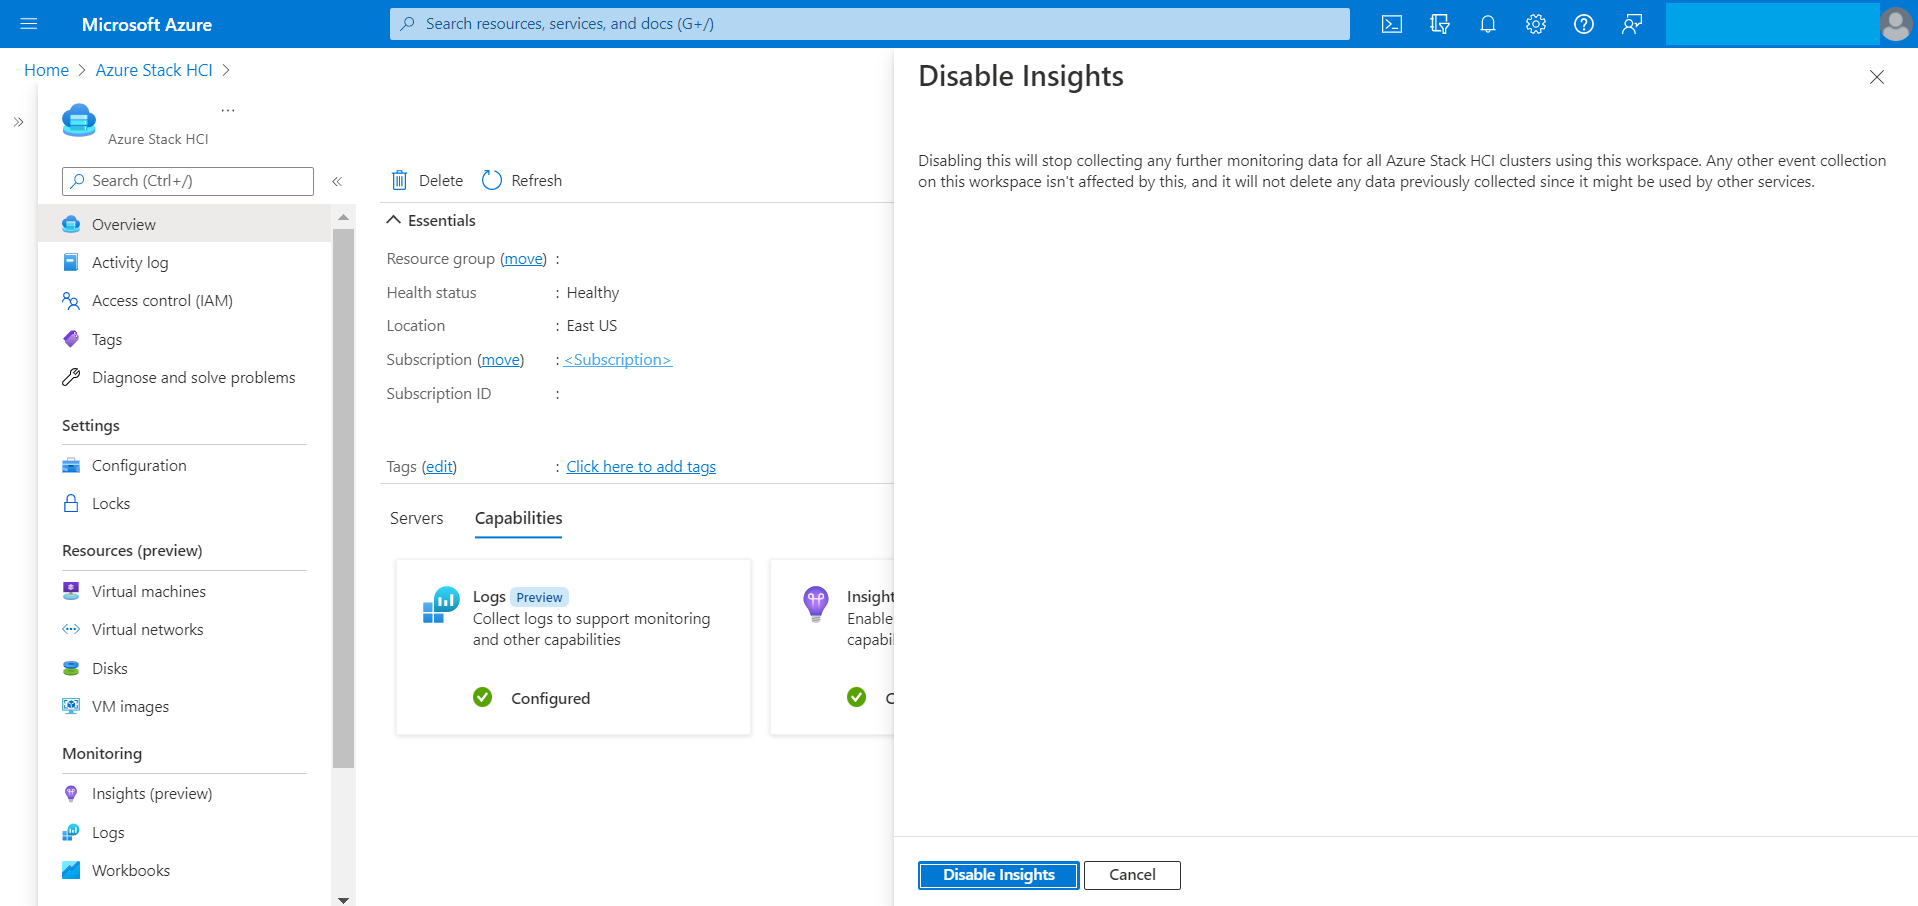 Microsoft Azure
Search resources, services, and docs (G+/)
Home > Azure Stack HCI >
...
Azure Stack HCI
Search (Ctrl+/)
Overview
Activity log
Access control (IAM)
Tags
Diagnose and solve problems
Settings
Configuration
Locks
Resources (preview)
Virtual machines
Virtual networks
Disks
VM images
Monitoring
Insights (preview)
Logs
Workbooks
Delete
Refresh
Essentials
Resource group (move) :
Health status : Healthy
Location : East US
Subscription (move) : <Subscription>
Subscription ID :
Tags (edit) : Click here to add tags
Servers
Capabilities
Logs Preview
Collect logs to support monitoring
and other capabilities
Configured
Insight
Enable
capabi
C
Disable Insights
Disabling this will stop collecting any further monitoring data for all Azure Stack HCI clusters using this workspace. Any other event collection
on this workspace isn't affected by this, and it will not delete any data previously collected since it might be used by other services.
Disable Insights
Cancel